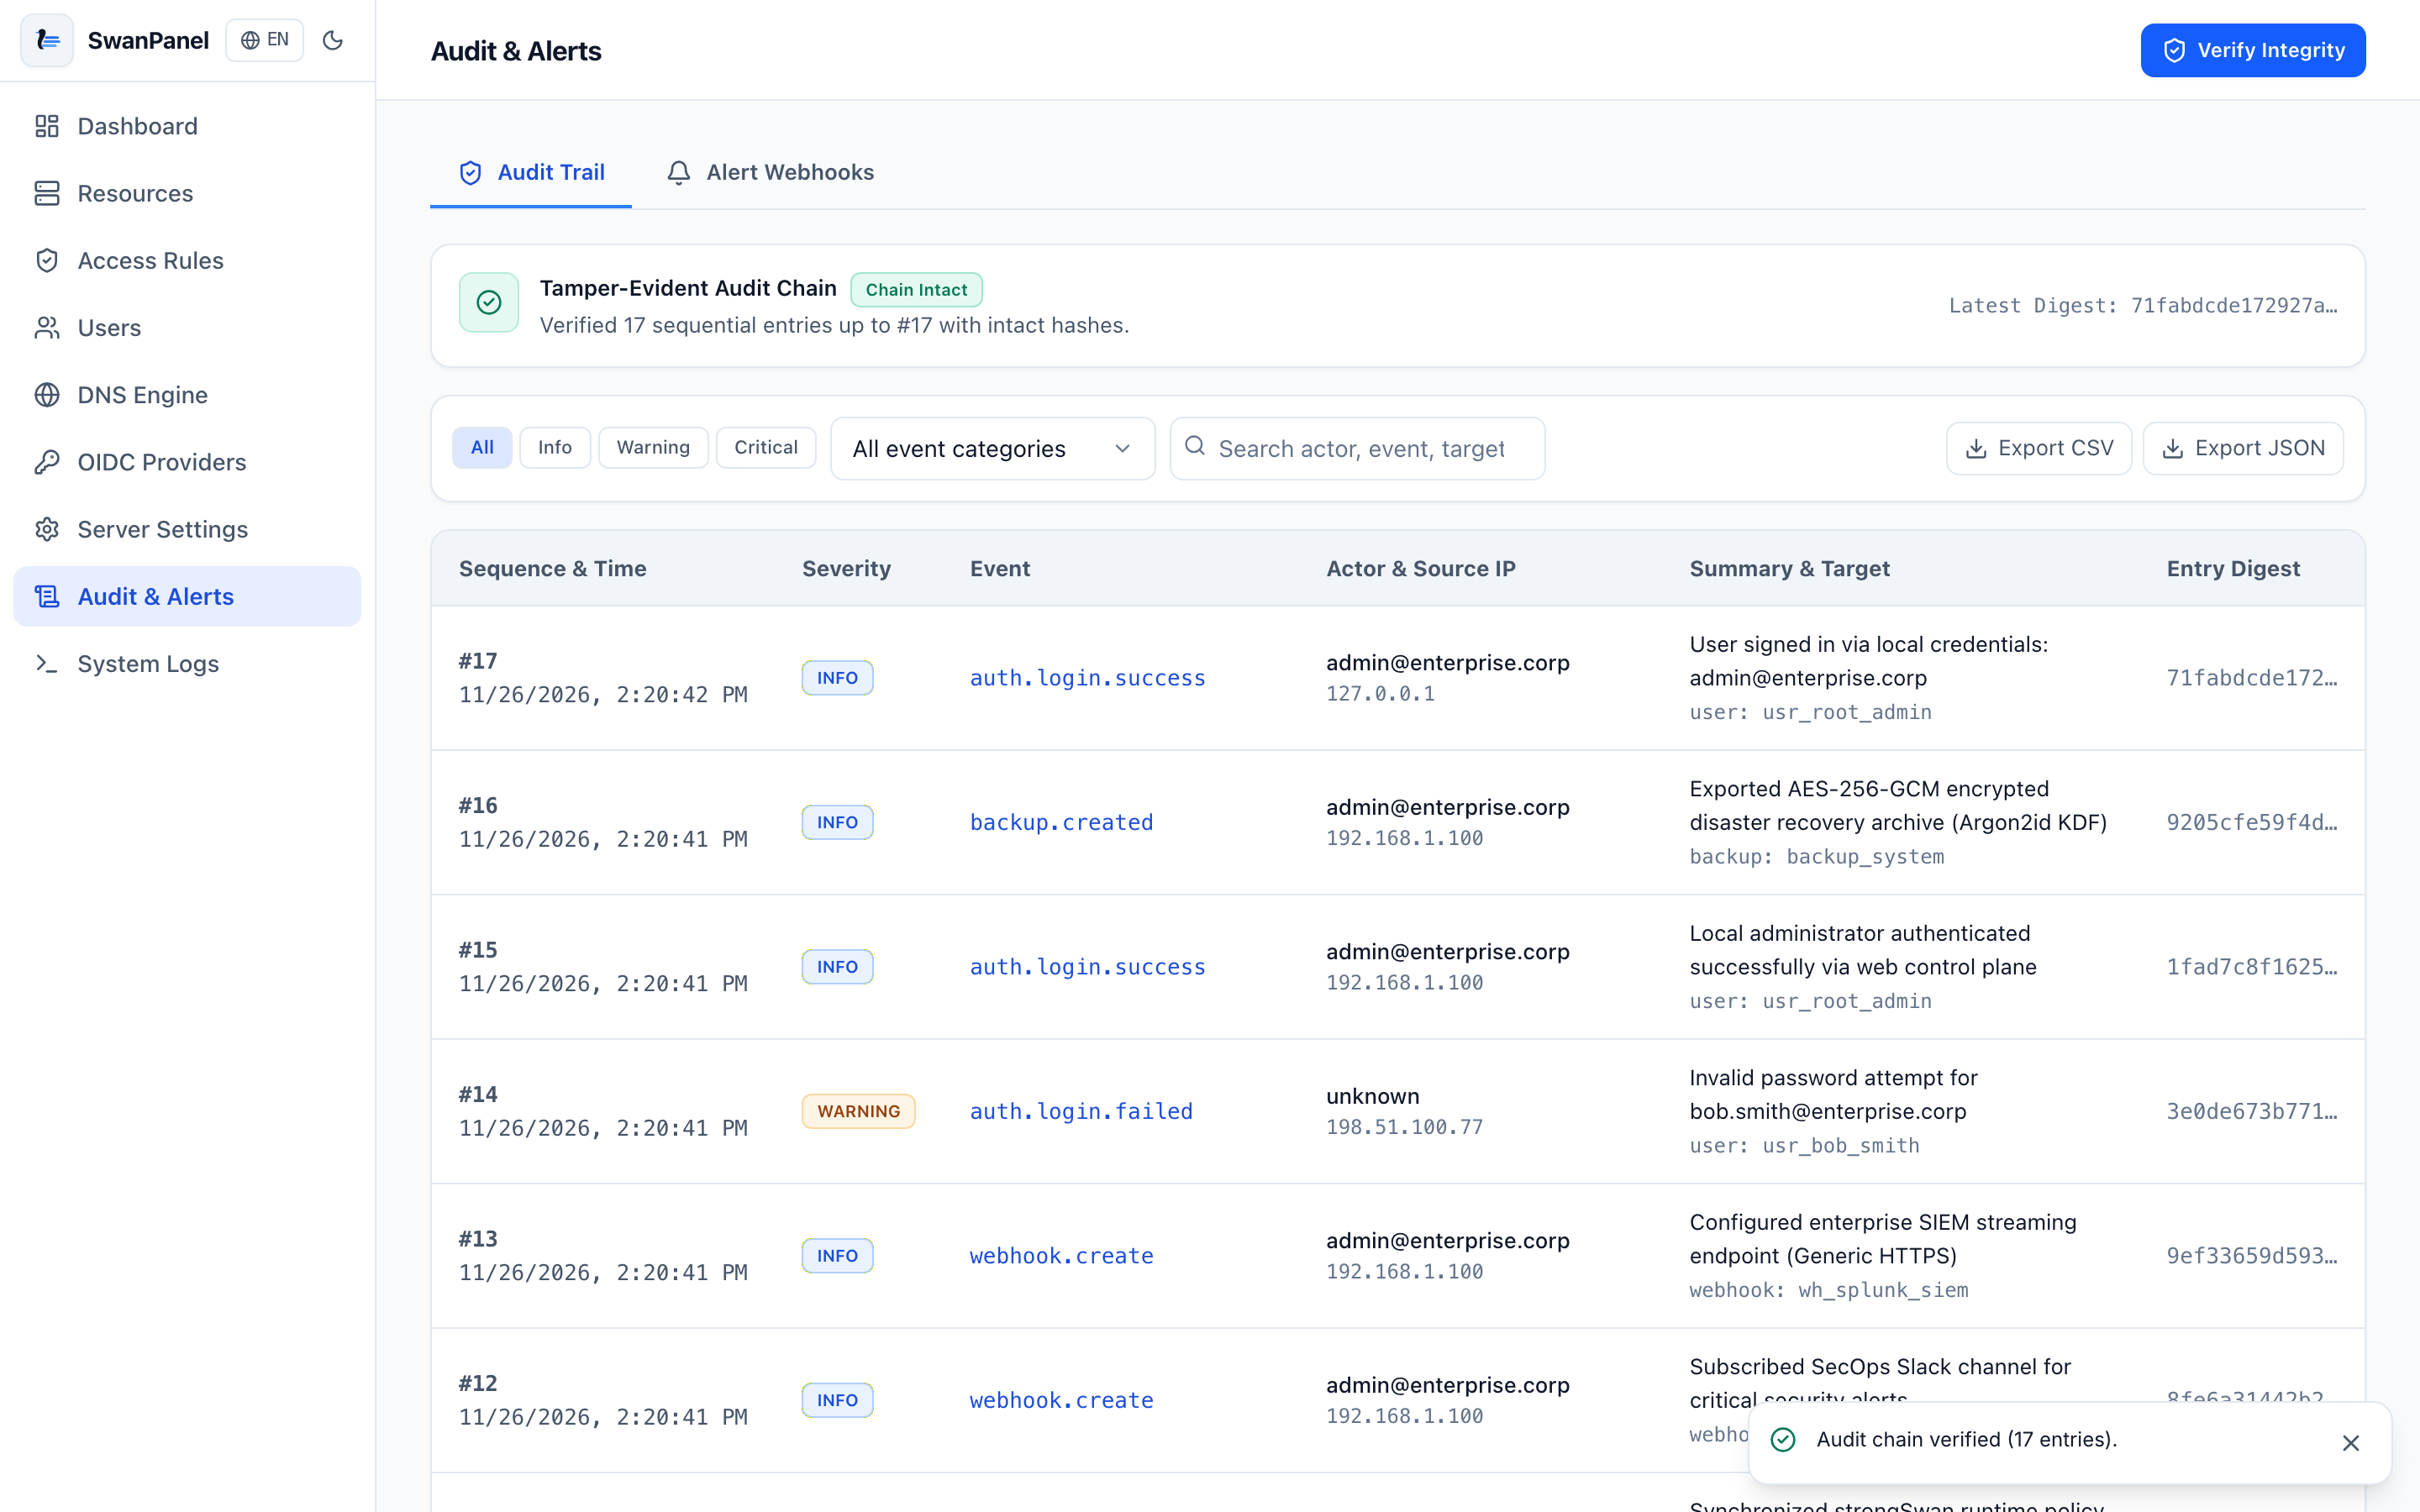 SwanPanel
EN
Audit & Alerts
Verify Integrity
Dashboard
Resources
Access Rules
Users
DNS Engine
OIDC Providers
Server Settings
Audit & Alerts
System Logs
Audit Trail
Alert Webhooks
Tamper-Evident Audit Chain
Chain Intact
Verified 17 sequential entries up to #17 with intact hashes.
Latest Digest: 71fabdcde172927a…
All
Info
Warning
Critical
All event categories
Search actor, event, target
Export CSV
Export JSON
Sequence & Time
Severity
Event
Actor & Source IP
Summary & Target
Entry Digest
#17
11/26/2026, 2:20:42 PM
INFO
auth.login.success
admin@enterprise.corp
127.0.0.1
User signed in via local credentials:
admin@enterprise.corp
user: usr_root_admin
71fabdcde172…
#16
11/26/2026, 2:20:41 PM
INFO
backup.created
admin@enterprise.corp
192.168.1.100
Exported AES-256-GCM encrypted
disaster recovery archive (Argon2id KDF)
backup: backup_system
9205cfe59f4d…
#15
11/26/2026, 2:20:41 PM
INFO
auth.login.success
admin@enterprise.corp
192.168.1.100
Local administrator authenticated
successfully via web control plane
user: usr_root_admin
1fad7c8f1625…
#14
11/26/2026, 2:20:41 PM
WARNING
auth.login.failed
unknown
198.51.100.77
Invalid password attempt for
bob.smith@enterprise.corp
user: usr_bob_smith
3e0de673b771…
#13
11/26/2026, 2:20:41 PM
INFO
webhook.create
admin@enterprise.corp
192.168.1.100
Configured enterprise SIEM streaming
endpoint (Generic HTTPS)
webhook: wh_splunk_siem
9ef33659d593…
#12
11/26/2026, 2:20:41 PM
INFO
webhook.create
admin@enterprise.corp
192.168.1.100
Subscribed SecOps Slack channel for
critical security alerts
webho
8fe6a31442b2
Audit chain verified (17 entries).
Synchronized strongSwan runtime policy